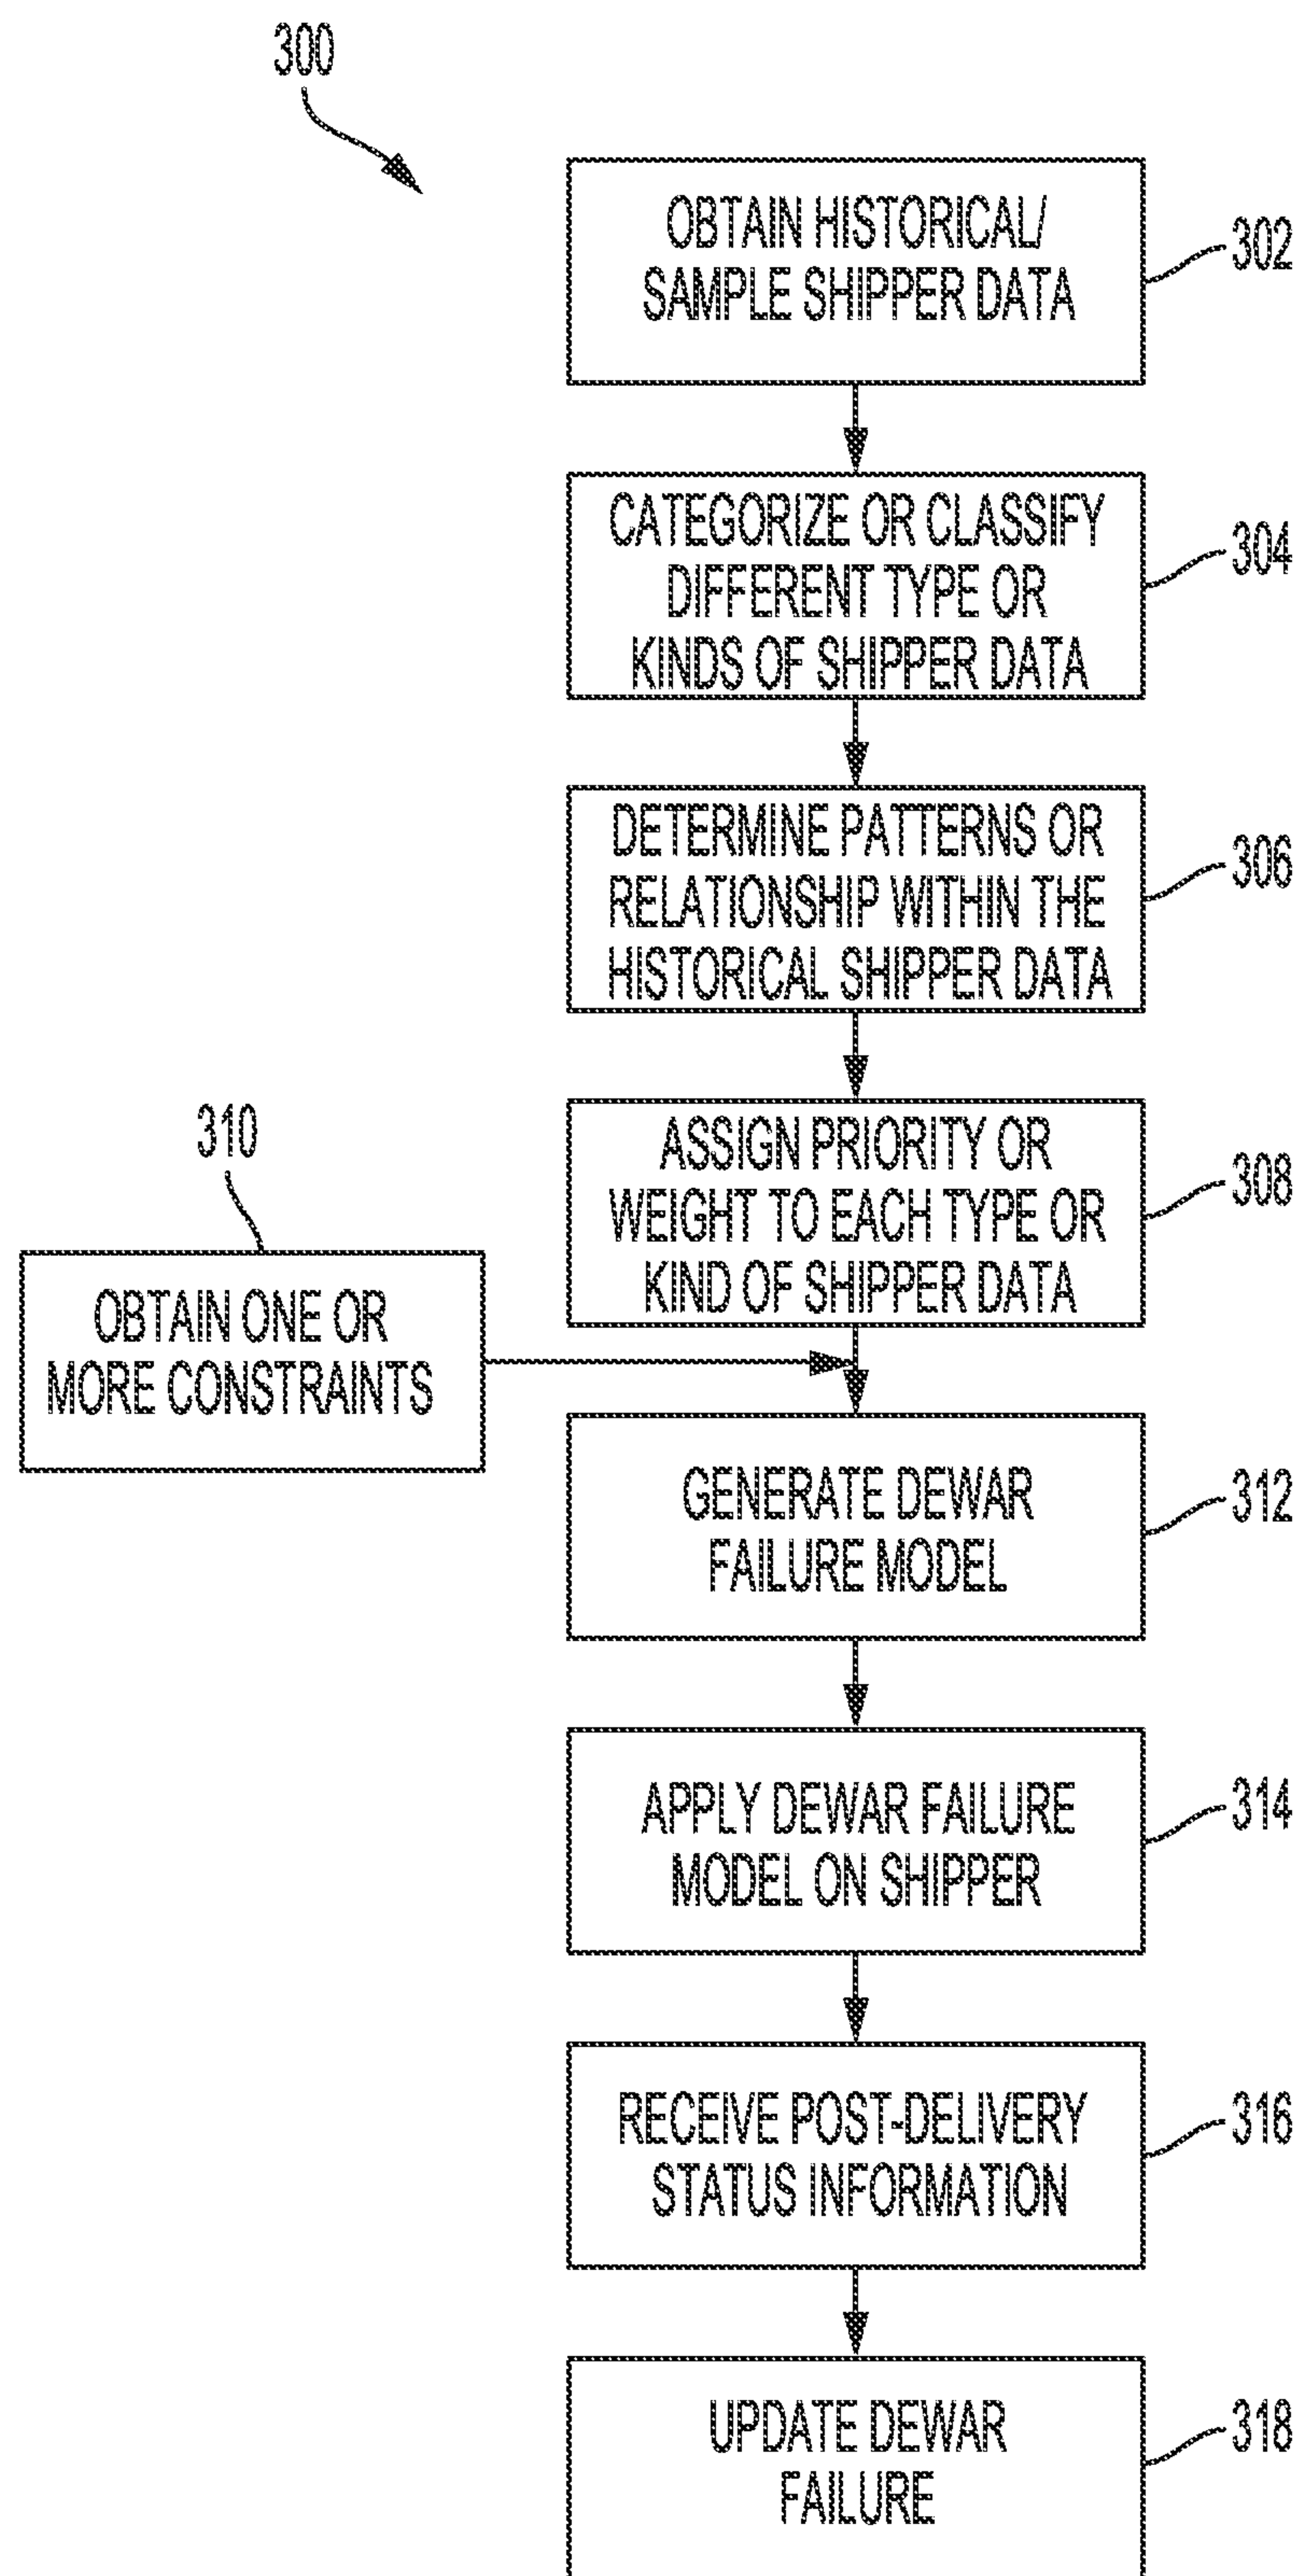 300
OBTAIN HISTORICAL/
SAMPLE SHIPPER DATA
302
CATEGORIZE OR CLASSIFY
DIFFERENT TYPE OR
KINDS OF SHIPPER DATA
304
DETERMINE PATTERNS OR
RELATIONSHIP WITHIN THE
HISTORICAL SHIPPER DATA
306
ASSIGN PRIORITY OR
WEIGHT TO EACH TYPE OR
KIND OF SHIPPER DATA
308
310
OBTAIN ONE OR
MORE CONSTRAINTS
GENERATE DEWAR
FAILURE MODEL
312
APPLY DEWAR FAILURE
MODEL ON SHIPPER
314
RECEIVE POST-DELIVERY
STATUS INFORMATION
316
UPDATE DEWAR
FAILURE
318